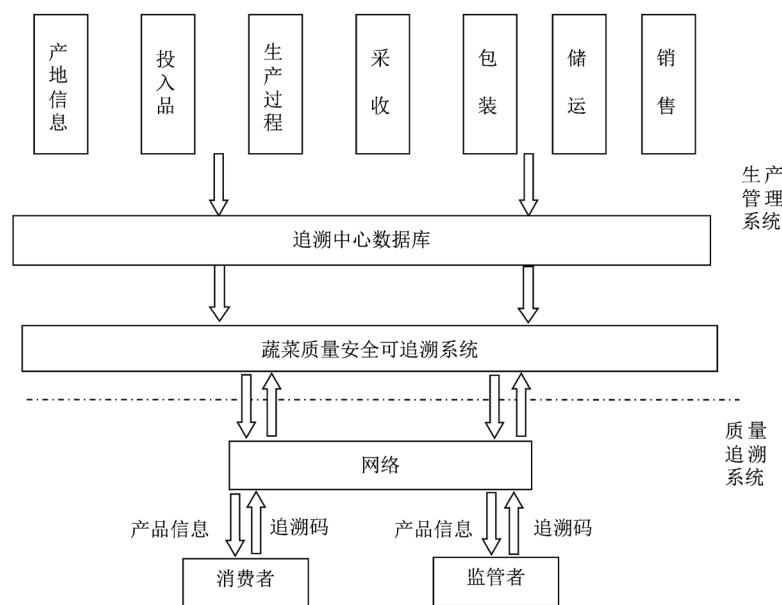 产地信息
投入品
生产过程
采收
包装
储运
销售
生产
管理
系统
追溯中心数据库
蔬菜质量安全可追溯系统
质量
追溯
系统
网络
产品信息
追溯码
产品信息
追溯码
消费者
监管者